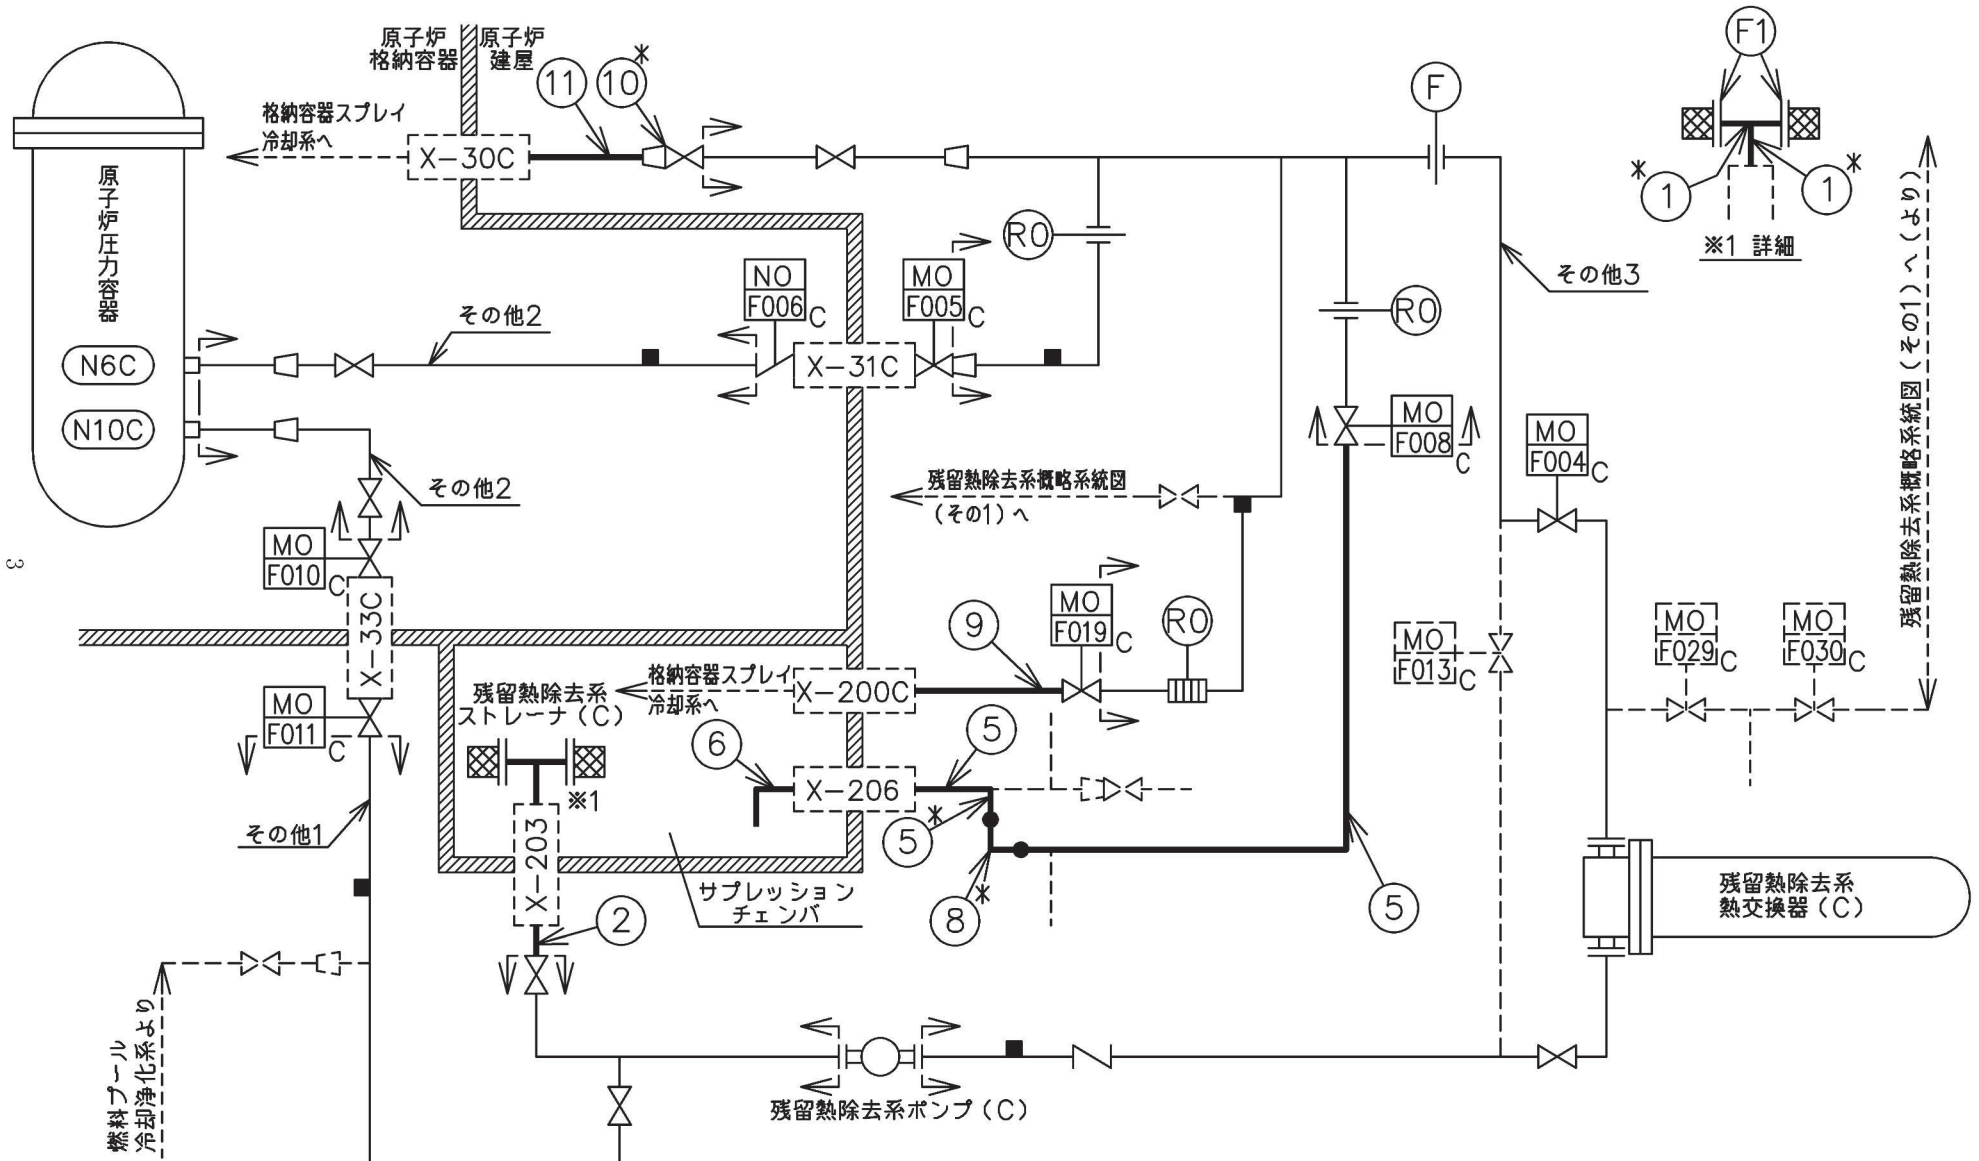 原子炉
格納容器
原子炉
建屋
11
10
*
F
F1
*
1
1
*
※1 詳細
格納容器スプレイ
冷却系へ
X-30C
残留熱除去系概略系統図(その1)へ(より)
原子炉圧力容器
RO
その他3
NO
F006
C
MO
F005
C
その他2
RO
N6C
X-31C
N10C
MO
F008
C
MO
F004
C
その他2
残留熱除去系概略系統図
(その1)へ
MO
F010
C
3
X-33C
9
MO
F019
C
RO
MO
F013
C
MO
F029
C
MO
F030
C
格納容器スプレイ
冷却系へ
X-200C
残留熱除去系
ストレーナ(C)
MO
F011
C
6
5
X-206
※1
5
*
その他1
X-203
サプレッション
チェンバ
8
*
5
2
残留熱除去系
熱交換器(C)
燃料プール
冷却浄化系より
残留熱除去系ポンプ(C)